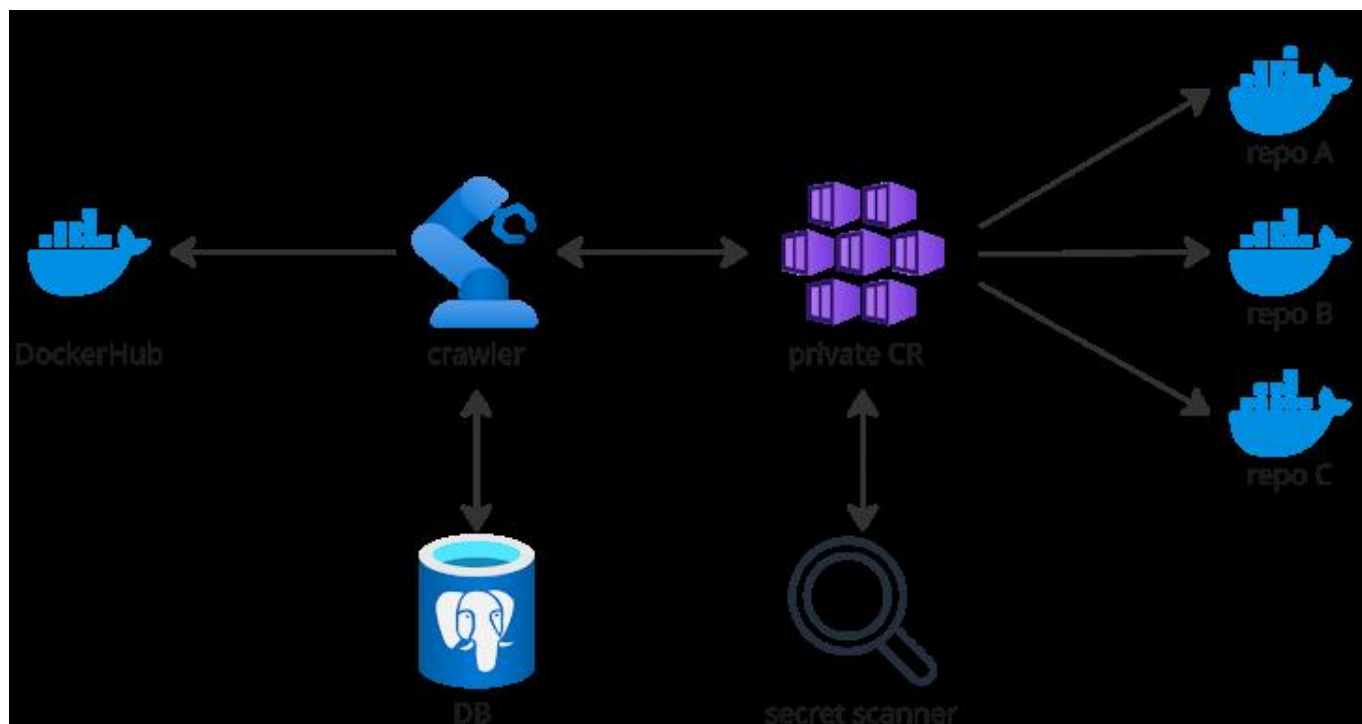 repo A
repo B
DockerHub
crawler
private CR
repo C
DB
secret scanner